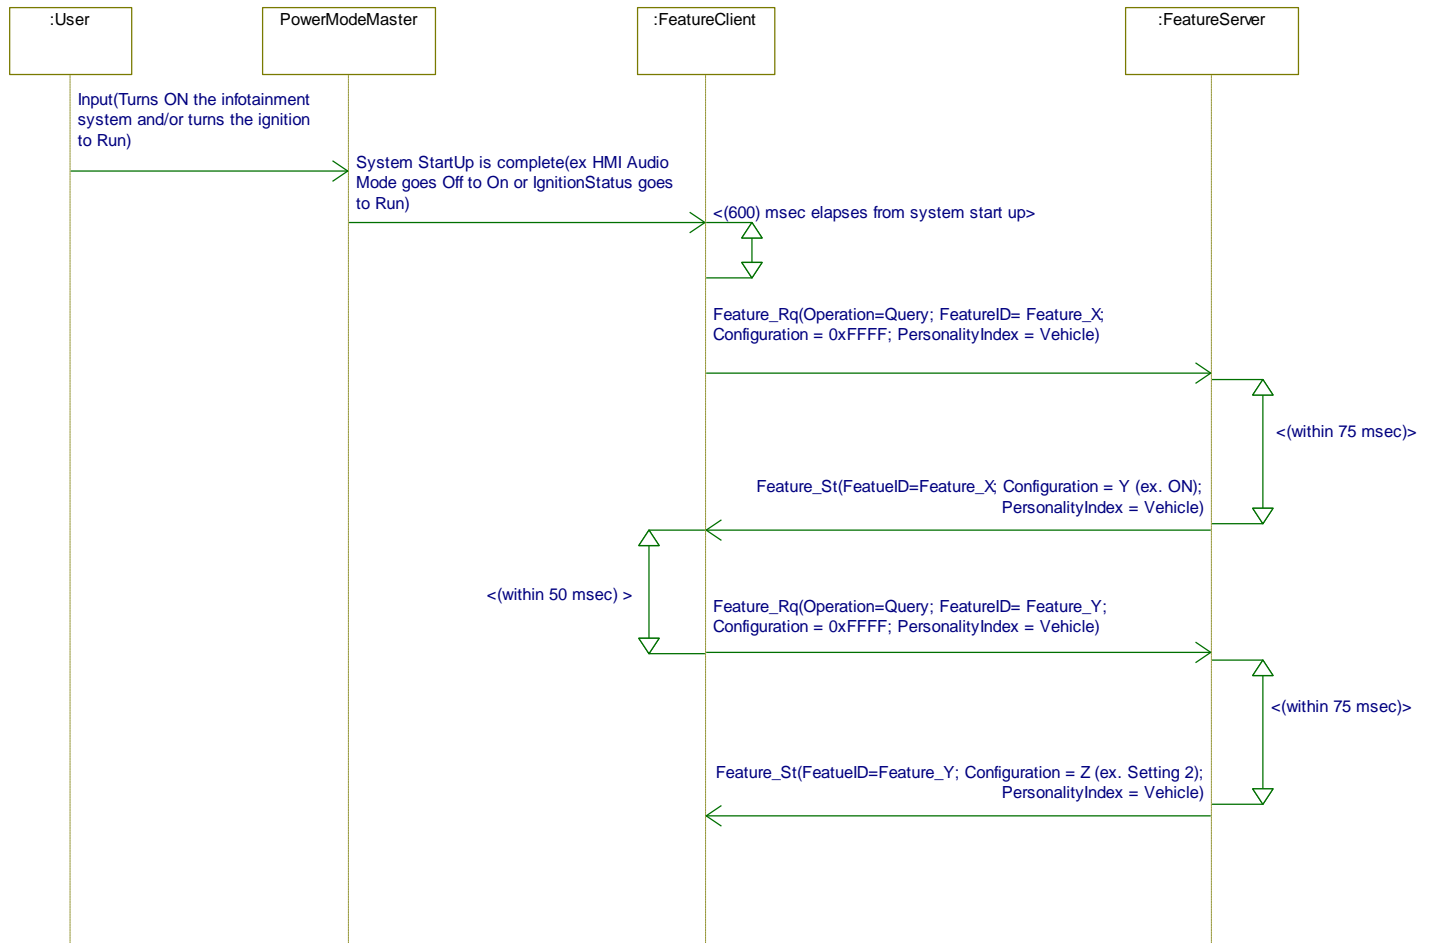 :User
PowerModeMaster
:FeatureClient
:FeatureServer
Input(Turns ON the infotainment
system and/or turns the ignition
to Run)
System StartUp is complete(ex HMI Audio
Mode goes Off to On or IgnitionStatus goes
to Run)
<(600) msec elapses from system start up>
Feature_Rq(Operation=Query; FeatureID= Feature_X;
Configuration = 0xFFFF; PersonalityIndex = Vehicle)
<(within 75 msec)>
Feature_St(FeatueID=Feature_X; Configuration = Y (ex. ON);
PersonalityIndex = Vehicle)
<(within 50 msec) >
Feature_Rq(Operation=Query; FeatureID= Feature_Y;
Configuration = 0xFFFF; PersonalityIndex = Vehicle)
<(within 75 msec)>
Feature_St(FeatueID=Feature_Y; Configuration = Z (ex. Setting 2);
PersonalityIndex = Vehicle)